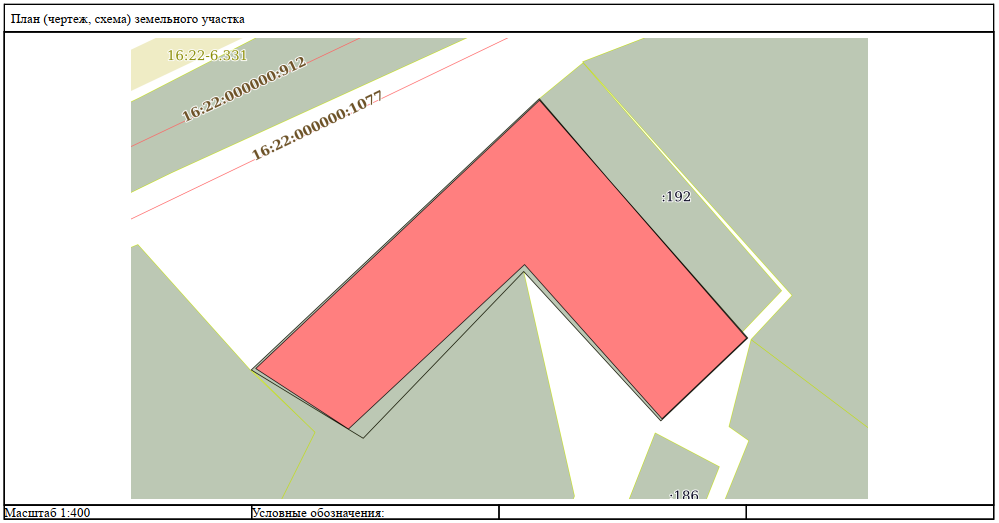 План (чертеж, схема) земельного участка
16:22-6.331
16:22:000000:912
16:22:000000:1077
:192
:186
Масштаб 1:400
Условные обозначения: